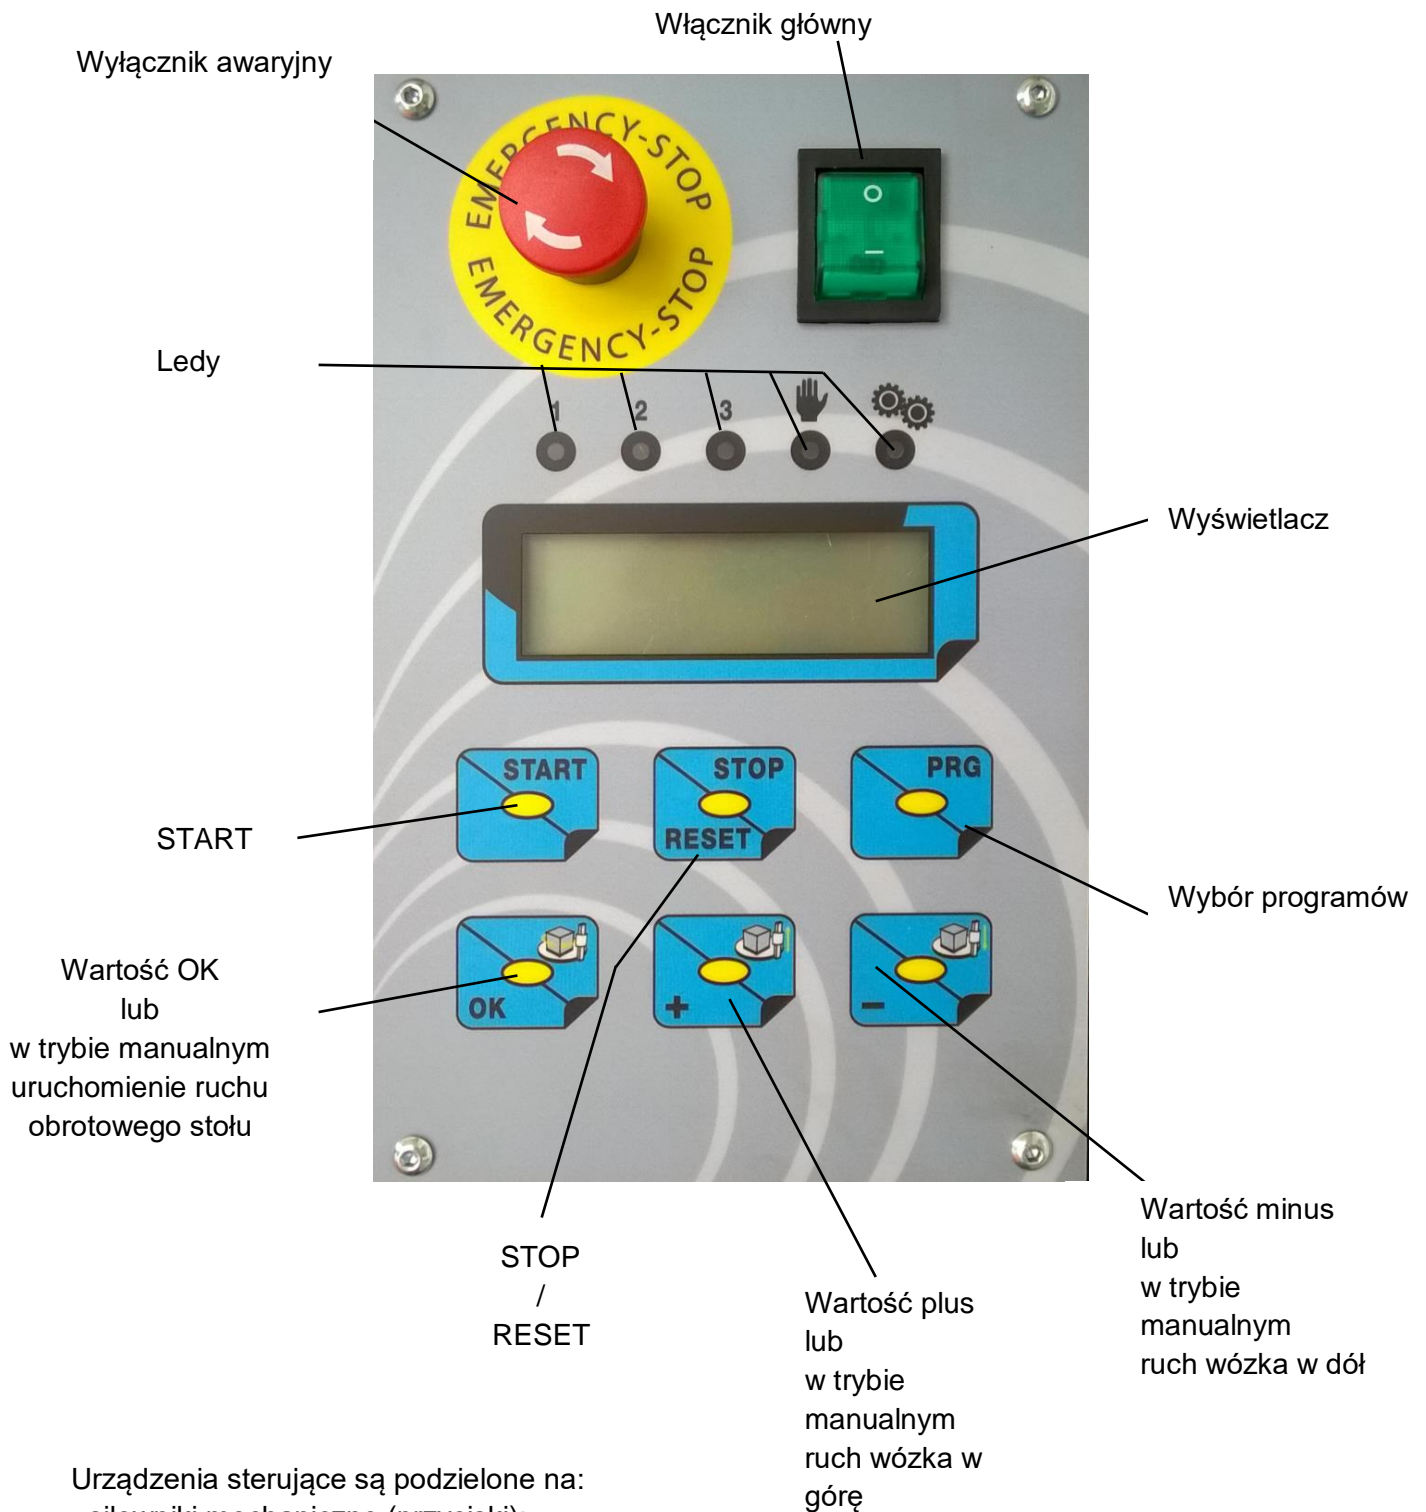 Włącznik główny
Wyłącznik awaryjny
EMERGENCY-STOP
EMERGENCY-STOP
Ledy
1
2
3
Wyświetlacz
START
STOP
RESET
PRG
START
Wybór programów
OK
+
−
Wartość OK
lub
w trybie manualnym
uruchomienie ruchu
obrotowego stołu
STOP
/
RESET
Wartość plus
lub
w trybie
manualnym
ruch wózka w
górę
Wartość minus
lub
w trybie
manualnym
ruch wózka w dół
Urządzenia sterujące są podzielone na: